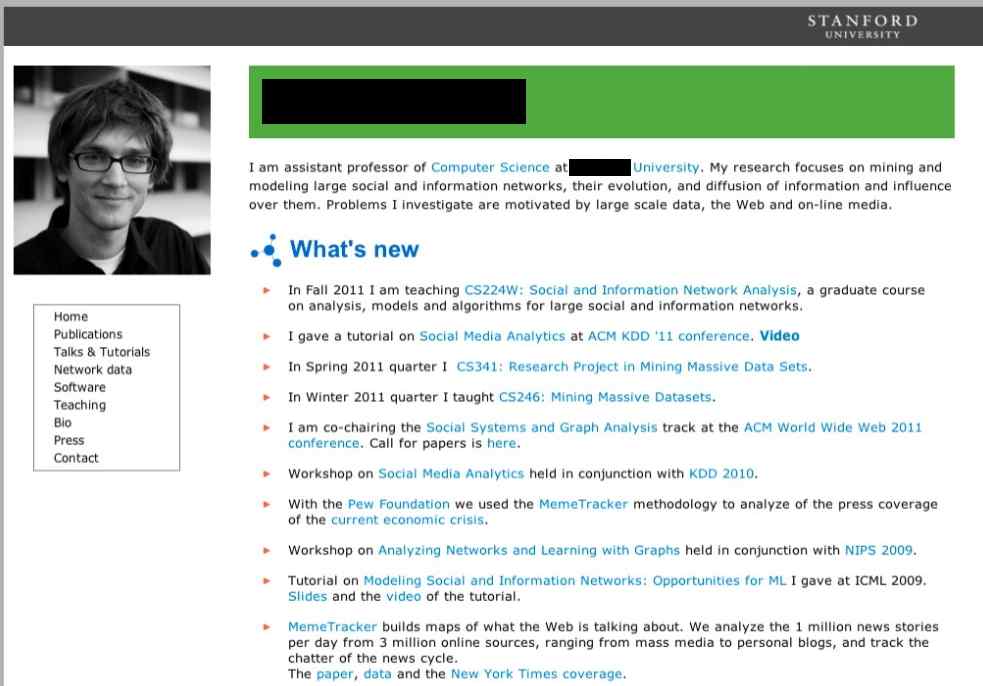 STANFORD
UNIVERSITY
I am assistant professor of Computer Science at University. My research focuses on mining and
modeling large social and information networks, their evolution, and diffusion of information and influence
over them. Problems I investigate are motivated by large scale data, the Web and on-line media.
What's new
In Fall 2011 I am teaching CS224W: Social and Information Network Analysis, a graduate course
on analysis, models and algorithms for large social and information networks.
I gave a tutorial on Social Media Analytics at ACM KDD '11 conference. Video
In Spring 2011 quarter I CS341: Research Project in Mining Massive Data Sets.
In Winter 2011 quarter I taught CS246: Mining Massive Datasets.
I am co-chairing the Social Systems and Graph Analysis track at the ACM World Wide Web 2011
conference. Call for papers is here.
Workshop on Social Media Analytics held in conjunction with KDD 2010.
With the Pew Foundation we used the MemeTracker methodology to analyze of the press coverage
of the current economic crisis.
Workshop on Analyzing Networks and Learning with Graphs held in conjunction with NIPS 2009.
Tutorial on Modeling Social and Information Networks: Opportunities for ML I gave at ICML 2009.
Slides and the video of the tutorial.
MemeTracker builds maps of what the Web is talking about. We analyze the 1 million news stories
per day from 3 million online sources, ranging from mass media to personal blogs, and track the
chatter of the news cycle.
The paper, data and the New York Times coverage.
Home
Publications
Talks & Tutorials
Network data
Software
Teaching
Bio
Press
Contact